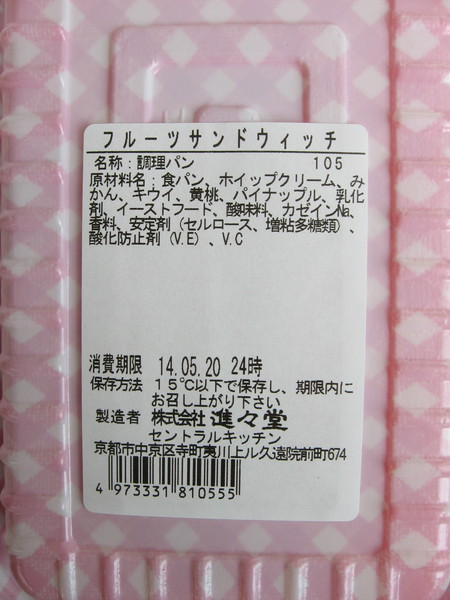 フルーツサンドウィッチ
名称：調理パン 105
原材料名：食パン、ホイップクリーム、み
かん、キウイ、黄桃、パイナップル、乳化
剤、イーストフード、酸味料、カゼインNa、
香料、安定剤（セルロース、増粘多糖類）、
酸化防止剤（V.E）、V.C
消費期限 14.05.20 24時
保存方法 15℃以下で保存し、期限内に
お召し上がり下さい
製造者 株式会社 進々堂
セントラルキッチン
京都市中京区寺町夷川上ル久遠院前町674
4 973331 810555